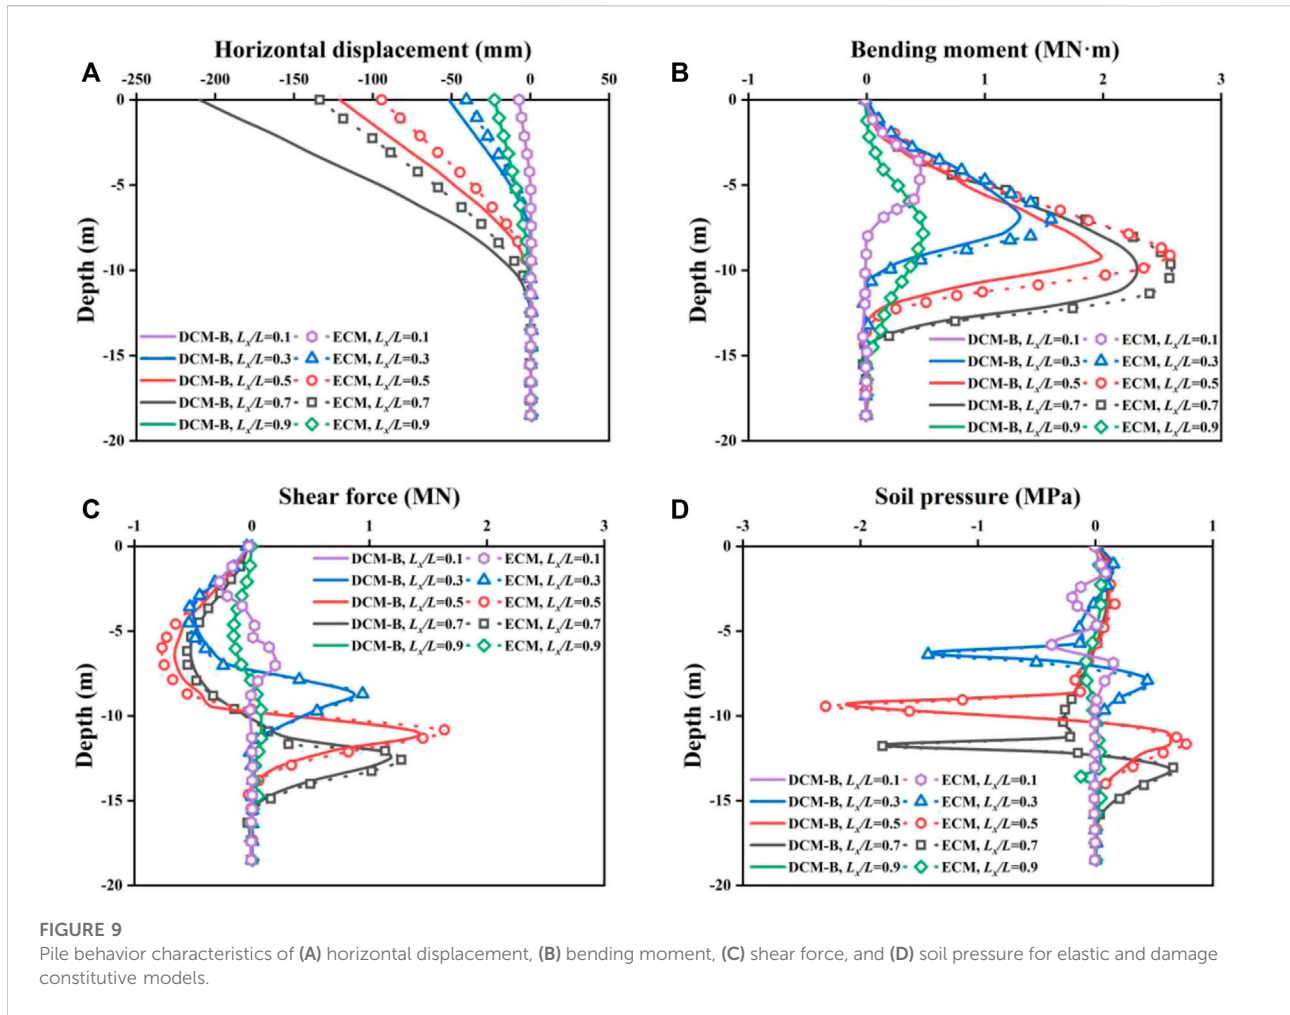 A
Horizontal displacement (mm)
-250 -200 -150 -100 -50 0 50
Depth (m)
0
-5
-10
-15
-20
DCM-B, Lx/L=0.1 ECM, Lx/L=0.1
DCM-B, Lx/L=0.3 ECM, Lx/L=0.3
DCM-B, Lx/L=0.5 ECM, Lx/L=0.5
DCM-B, Lx/L=0.7 ECM, Lx/L=0.7
DCM-B, Lx/L=0.9 ECM, Lx/L=0.9
B
Bending moment (MN·m)
-1 0 1 2 3
Depth (m)
0
-5
-10
-15
-20
DCM-B, Lx/L=0.1 ECM, Lx/L=0.1
DCM-B, Lx/L=0.3 ECM, Lx/L=0.3
DCM-B, Lx/L=0.5 ECM, Lx/L=0.5
DCM-B, Lx/L=0.7 ECM, Lx/L=0.7
DCM-B, Lx/L=0.9 ECM, Lx/L=0.9
C
Shear force (MN)
-1 0 1 2 3
Depth (m)
0
-5
-10
-15
-20
DCM-B, Lx/L=0.1 ECM, Lx/L=0.1
DCM-B, Lx/L=0.3 ECM, Lx/L=0.3
DCM-B, Lx/L=0.5 ECM, Lx/L=0.5
DCM-B, Lx/L=0.7 ECM, Lx/L=0.7
DCM-B, Lx/L=0.9 ECM, Lx/L=0.9
D
Soil pressure (MPa)
-3 -2 -1 0 1
Depth (m)
0
-5
-10
-15
-20
DCM-B, Lx/L=0.1 ECM, Lx/L=0.1
DCM-B, Lx/L=0.3 ECM, Lx/L=0.3
DCM-B, Lx/L=0.5 ECM, Lx/L=0.5
DCM-B, Lx/L=0.7 ECM, Lx/L=0.7
DCM-B, Lx/L=0.9 ECM, Lx/L=0.9
FIGURE 9
Pile behavior characteristics of (A) horizontal displacement, (B) bending moment, (C) shear force, and (D) soil pressure for elastic and damage
constitutive models.